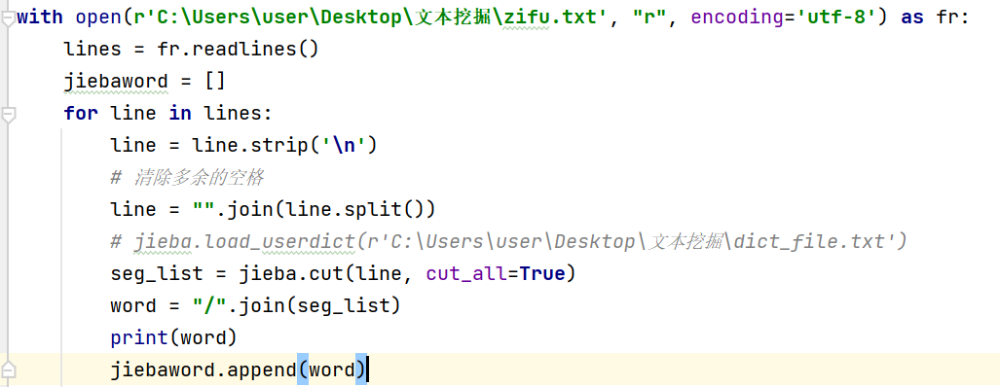 with open(r'C:\Users\user\Desktop\文本挖掘\zifu.txt', "r", encoding='utf-8') as fr:
    lines = fr.readlines()
    jiebaword = []
    for line in lines:
        line = line.strip('\n')
        # 清除多余的空格
        line = "".join(line.split())
        # jieba.load_userdict(r'C:\Users\user\Desktop\文本挖掘\dict_file.txt')
        seg_list = jieba.cut(line, cut_all=True)
        word = "/".join(seg_list)
        print(word)
        jiebaword.append(word)